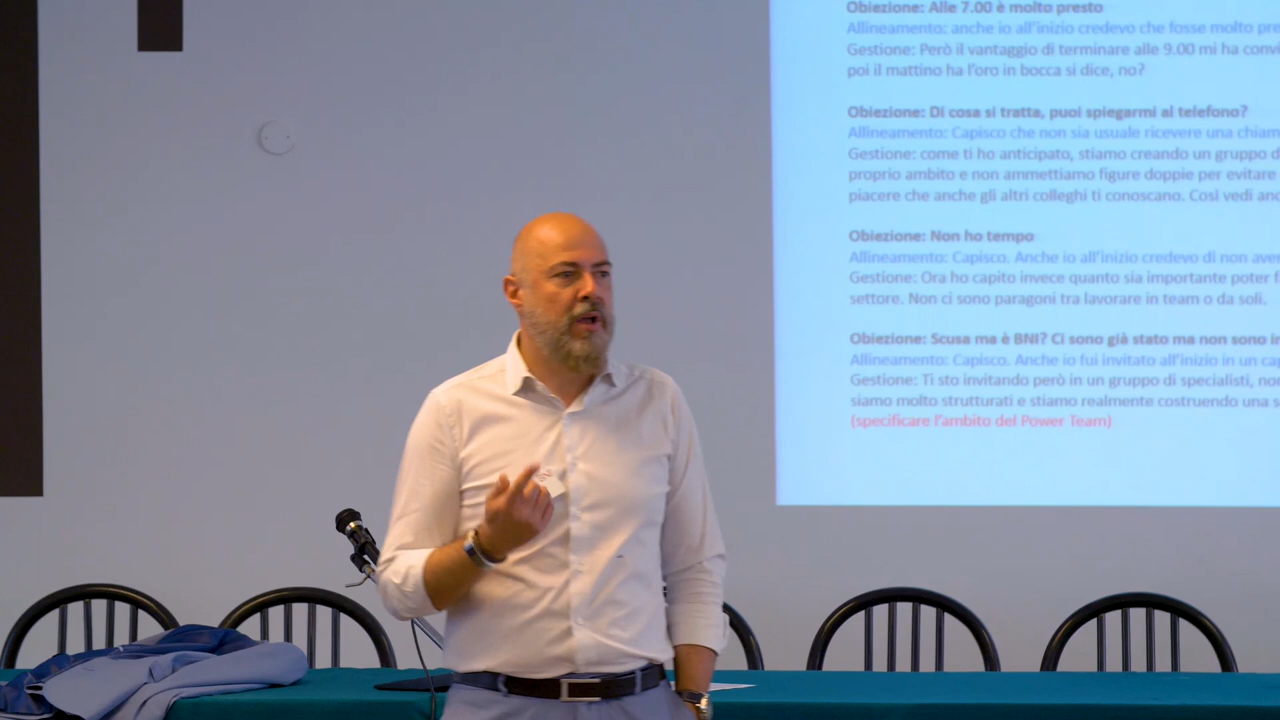 Obiezione: Alle 7.00 è molto presto
Allineamento: anche io all'inizio credevo che fosse molto
Gestione: Però il vantaggio di terminare alle 9.00 mi ha
poi il mattino ha l'oro in bocca si dice, no?
Obiezione: Di cosa si tratta, puoi spiegarmi al telefono?
Allineamento: Capisco che non sia usuale ricevere una
Gestione: come ti ho anticipato, stiamo creando un gruppo
proprio ambito e non ammettiamo figure doppie per evitare
piacere che anche gli altri colleghi ti conoscano. Così vedi
Obiezione: Non ho tempo
Allineamento: Capisco. Anche io all'inizio credevo di non
Gestione: Ora ho capito invece quanto sia importante poter
settore. Non ci sono paragoni tra lavorare in team o da soli.
Obiezione: Scusa ma è BNI? Ci sono già stato ma non sono
Allineamento: Capisco. Anche io fui invitato all'inizio in un
Gestione: Ti sto invitando però in un gruppo di specialisti,
siamo molto strutturati e stiamo realmente costruendo una
(specificare l'ambito del Power Team)